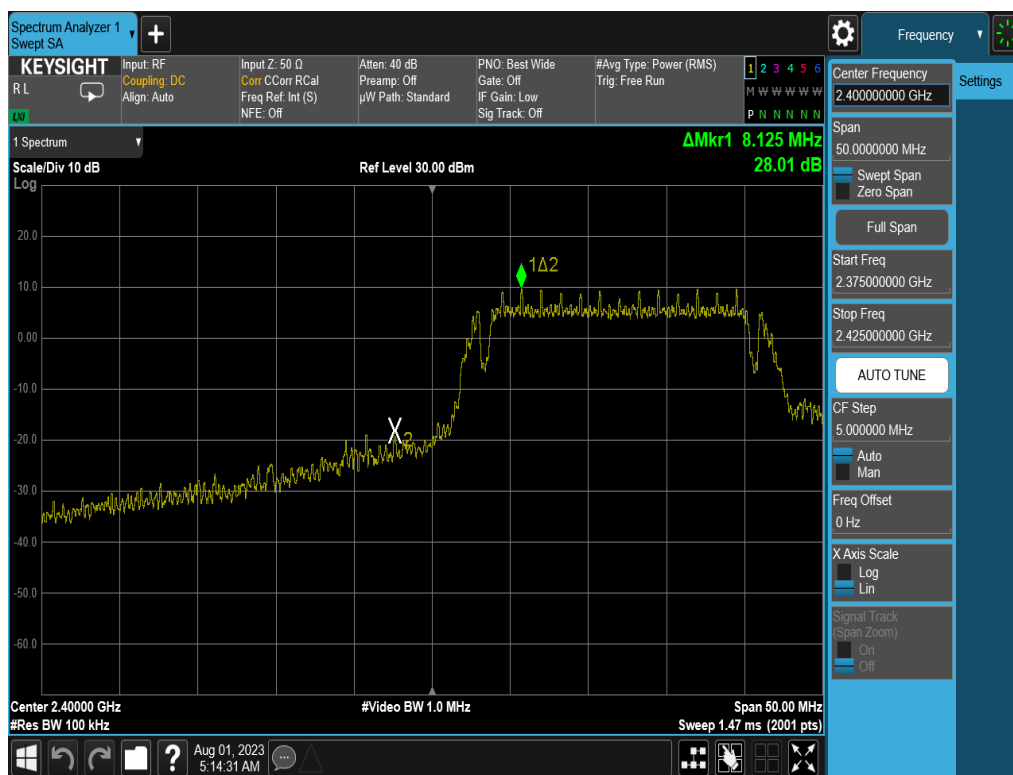 Spectrum Analyzer 1
Swept SA
+
Frequency
KEYSIGHT
R L
LXI
Input: RF
Coupling: DC
Align: Auto
Input Z: 50 Ω
Corr CCorr RCal
Freq Ref: Int (S)
NFE: Off
Atten: 40 dB
Preamp: Off
µW Path: Standard
PNO: Best Wide
Gate: Off
IF Gain: Low
Sig Track: Off
#Avg Type: Power (RMS)
Trig: Free Run
1 2 3 4 5 6
M W W W W W
P N N N N N
1 Spectrum
Scale/Div 10 dB
Log
Ref Level 30.00 dBm
ΔMkr1 8.125 MHz
28.01 dB
20.0
10.0
0.00
-10.0
-20.0
-30.0
-40.0
-50.0
-60.0
1Δ2
X2
Center 2.40000 GHz
#Res BW 100 kHz
#Video BW 1.0 MHz
Span 50.00 MHz
Sweep 1.47 ms (2001 pts)
Center Frequency
2.400000000 GHz
Settings
Span
50.0000000 MHz
Swept Span
Zero Span
Full Span
Start Freq
2.375000000 GHz
Stop Freq
2.425000000 GHz
AUTO TUNE
CF Step
5.000000 MHz
Auto
Man
Freq Offset
0 Hz
X Axis Scale
Log
Lin
Signal Track
(Span Zoom)
On
Off
?
Aug 01, 2023
5:14:31 AM